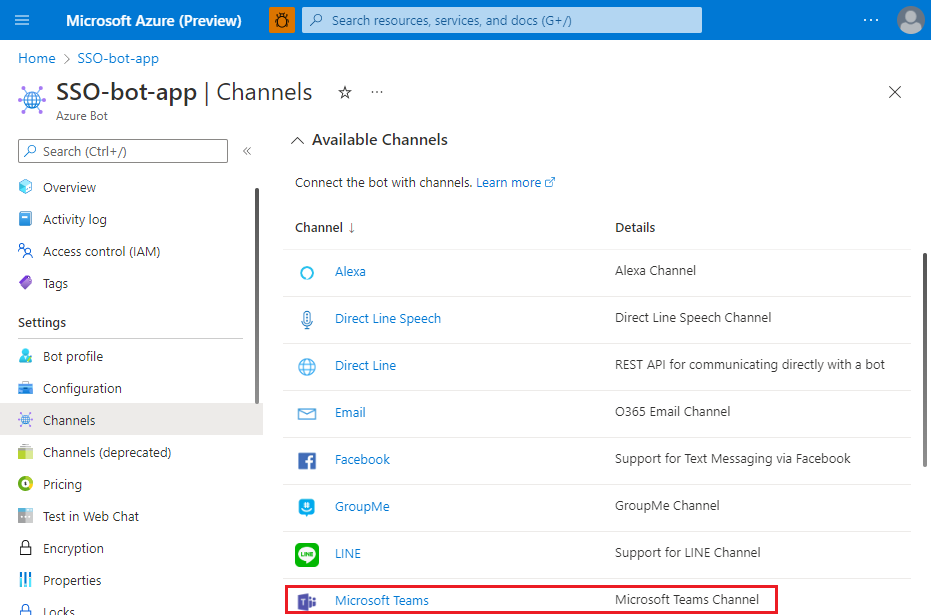 Microsoft Azure (Preview)
Search resources, services, and docs (G+/)
Home > SSO-bot-app
SSO-bot-app | Channels
Azure Bot
Search (Ctrl+/)
Overview
Activity log
Access control (IAM)
Tags
Settings
Bot profile
Configuration
Channels
Channels (deprecated)
Pricing
Test in Web Chat
Encryption
Properties
Locks
Available Channels
Connect the bot with channels. Learn more
Channel ↓ Details
Alexa Alexa Channel
Direct Line Speech Direct Line Speech Channel
Direct Line REST API for communicating directly with a bot
Email O365 Email Channel
Facebook Support for Text Messaging via Facebook
GroupMe GroupMe Channel
LINE LINE Support for LINE Channel
Microsoft Teams Microsoft Teams Channel